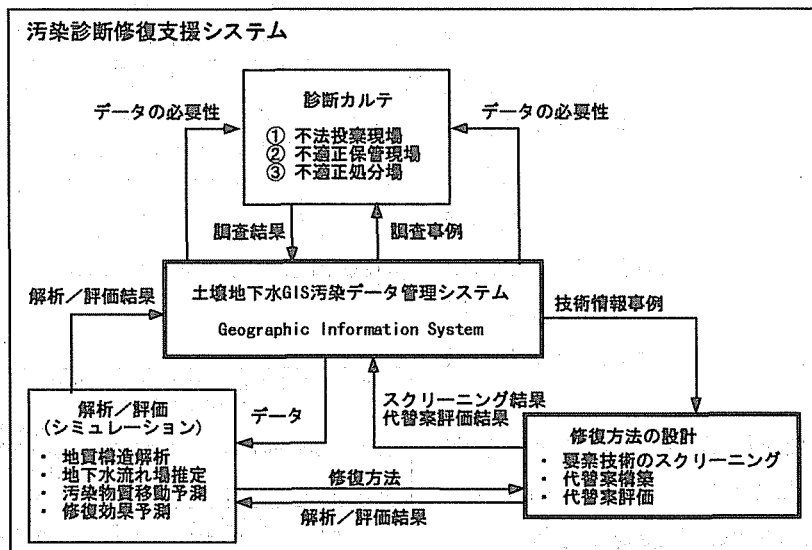 汚染診断修復支援システム
診断カルテ
① 不法投棄現場
② 不適正保管現場
③ 不適正処分場
データの必要性
データの必要性
調査結果
調査事例
土壌地下水GIS汚染データ管理システム
Geographic Information System
解析/評価結果
技術情報事例
解析/評価
(シミュレーション)
・ 地質構造解析
・ 地下水流れ場推定
・ 汚染物質移動予測
・ 修復効果予測
データ
スクリーニング結果
代替案評価結果
修復方法の設計
・ 要素技術のスクリーニング
・ 代替案構築
・ 代替案評価
修復方法
解析/評価結果